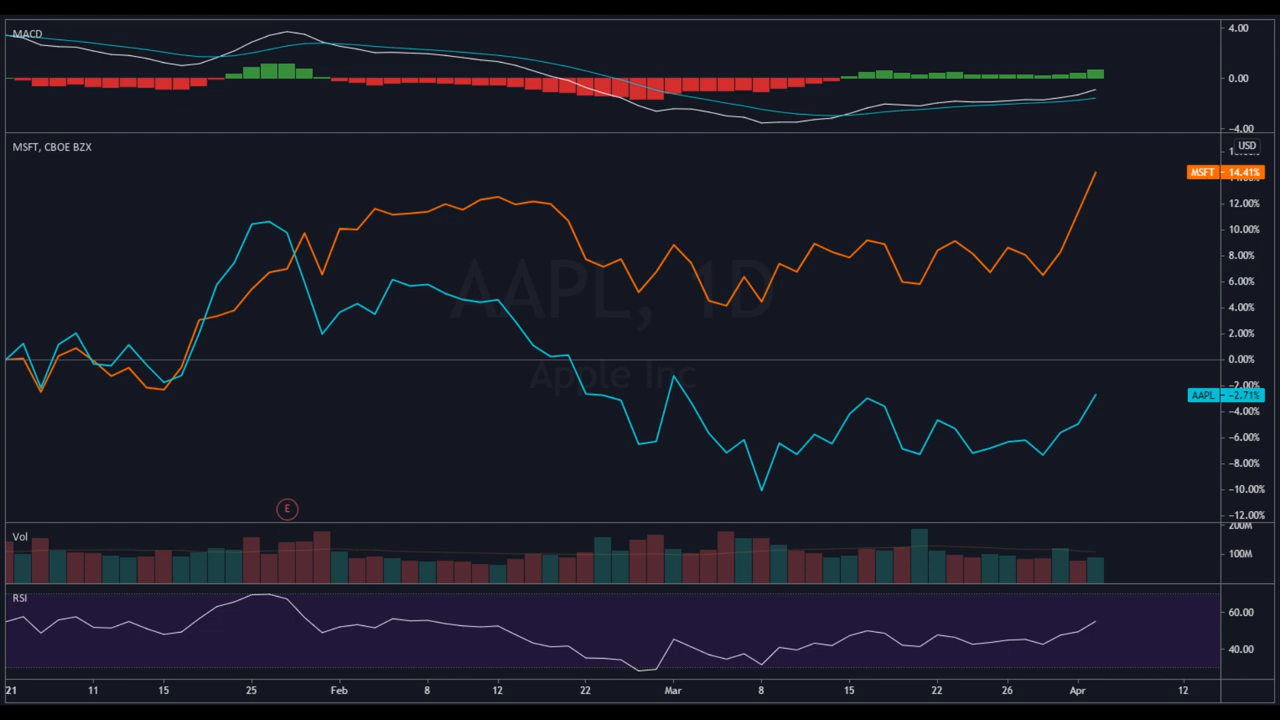 MACD
4.00
0.00
−4.00
MSFT, CBOE BZX
USD
MSFT 14.41%
12.00%
10.00%
8.00%
6.00%
4.00%
2.00%
0.00%
−2.00%
AAPL −2.71%
−4.00%
−6.00%
−8.00%
−10.00%
−12.00%
AAPL, 1D
Apple Inc
E
Vol
200M
100M
RSI
60.00
40.00
21 11 15 25 Feb 8 12 22 Mar 8 15 22 26 Apr 12